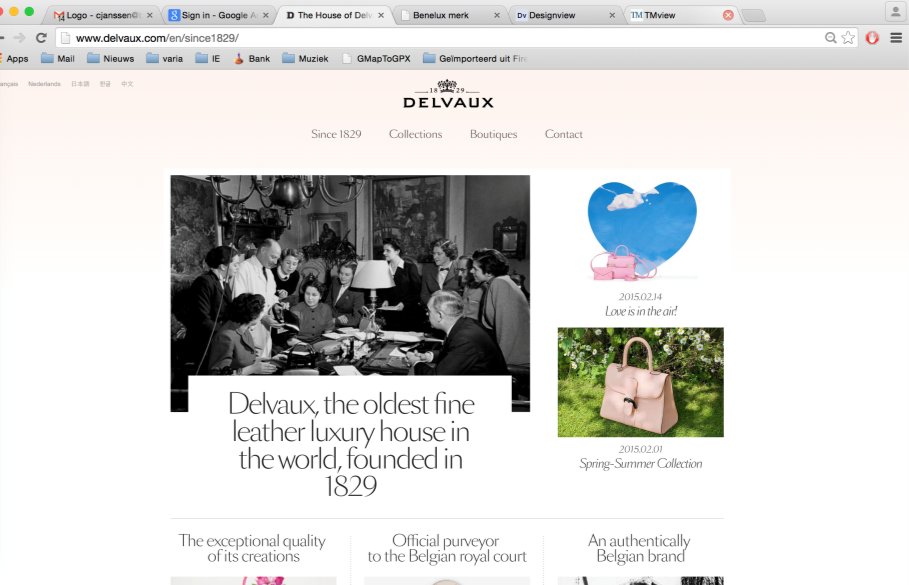 Logo - cjanssen@
Sign in - Google A
The House of Delv
Benelux merk
Dv Designview
TM TMview
www.delvaux.com/en/since1829/
Apps Mail Nieuws varia IE Bank Muziek GMapToGPX Geïmporteerd uit Fire
ançais Nederlands 日本語 한글 中文
18 29
DELVAUX
Since 1829 Collections Boutiques Contact
Delvaux, the oldest fine
leather luxury house in
the world, founded in
1829
2015.02.14
Love is in the air!
2015.02.01
Spring-Summer Collection
The exceptional quality
of its creations
Official purveyor
to the Belgian royal court
An authentically
Belgian brand